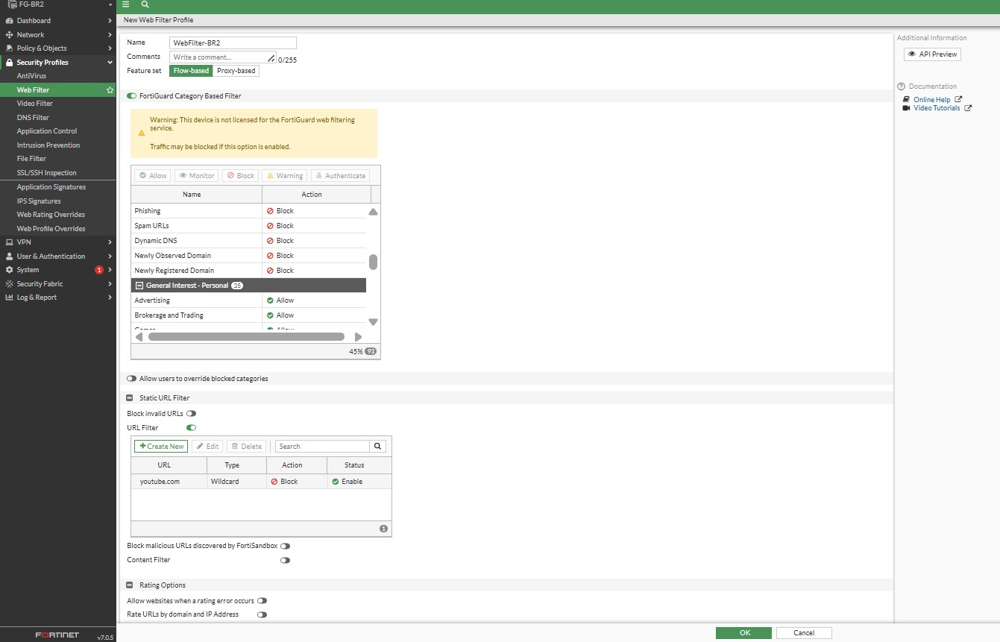 FG-BR2
Dashboard
Network
Policy & Objects
Security Profiles
AntiVirus
Web Filter
Video Filter
DNS Filter
Application Control
Intrusion Prevention
File Filter
SSL/SSH Inspection
Application Signatures
IPS Signatures
Web Rating Overrides
Web Profile Overrides
VPN
User & Authentication
System 1
Security Fabric
Log & Report
FORTINET v7.0.5
New Web Filter Profile
Name WebFilter-BR2
Comments Write a comment... 0/255
Feature set Flow-based Proxy-based
FortiGuard Category Based Filter
Warning: This device is not licensed for the FortiGuard web filtering
service.
Traffic may be blocked if this option is enabled.
Allow Monitor Block Warning Authenticate
Name Action
Phishing Block
Spam URLs Block
Dynamic DNS Block
Newly Observed Domain Block
Newly Registered Domain Block
General Interest - Personal 35
Advertising Allow
Brokerage and Trading Allow
Games Allow
45% 93
Allow users to override blocked categories
Static URL Filter
Block invalid URLs
URL Filter
Create New Edit Delete Search
URL Type Action Status
youtube.com Wildcard Block Enable
1
Block malicious URLs discovered by FortiSandbox
Content Filter
Rating Options
Allow websites when a rating error occurs
Rate URLs by domain and IP Address
OK Cancel
Additional Information
API Preview
Documentation
Online Help
Video Tutorials